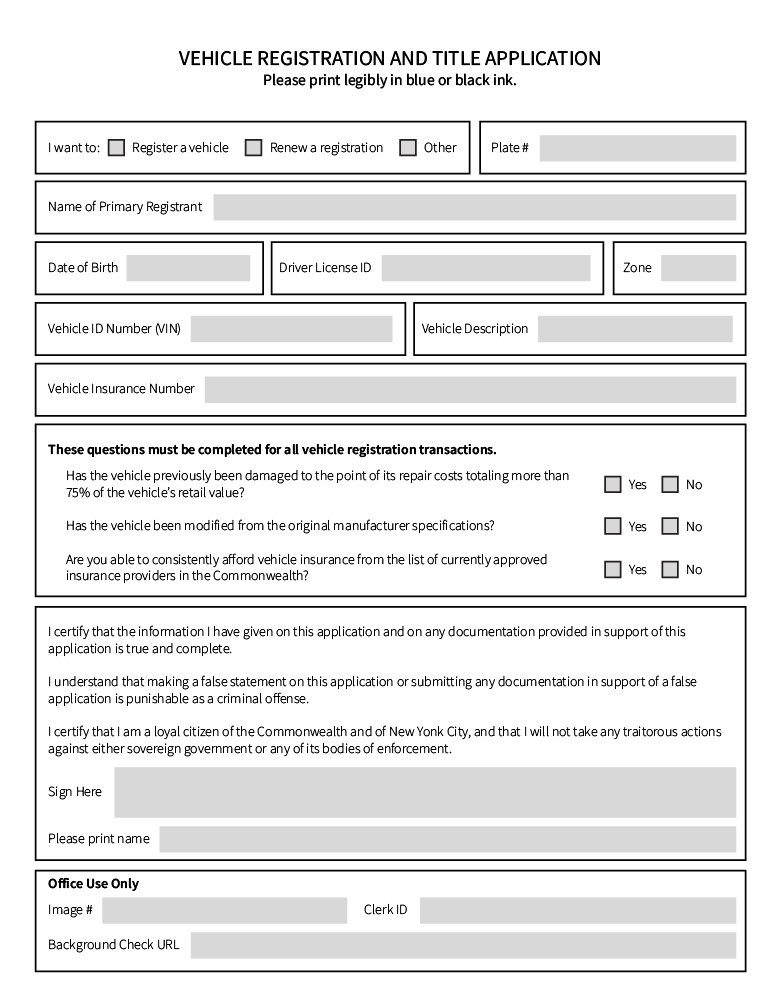 VEHICLE REGISTRATION AND TITLE APPLICATION
Please print legibly in blue or black ink.
I want to: Register a vehicle Renew a registration Other Plate #
Name of Primary Registrant
Date of Birth Driver License ID Zone
Vehicle ID Number (VIN) Vehicle Description
Vehicle Insurance Number
These questions must be completed for all vehicle registration transactions.
Has the vehicle previously been damaged to the point of its repair costs totaling more than
75% of the vehicle's retail value? Yes No
Has the vehicle been modified from the original manufacturer specifications? Yes No
Are you able to consistently afford vehicle insurance from the list of currently approved
insurance providers in the Commonwealth? Yes No
I certify that the information I have given on this application and on any documentation provided in support of this
application is true and complete.
I understand that making a false statement on this application or submitting any documentation in support of a false
application is punishable as a criminal offense.
I certify that I am a loyal citizen of the Commonwealth and of New Yonk City, and that I will not take any traitorous actions
against either sovereign government or any of its bodies of enforcement.
Sign Here
Please print name
Office Use Only
Image # Clerk ID
Background Check URL